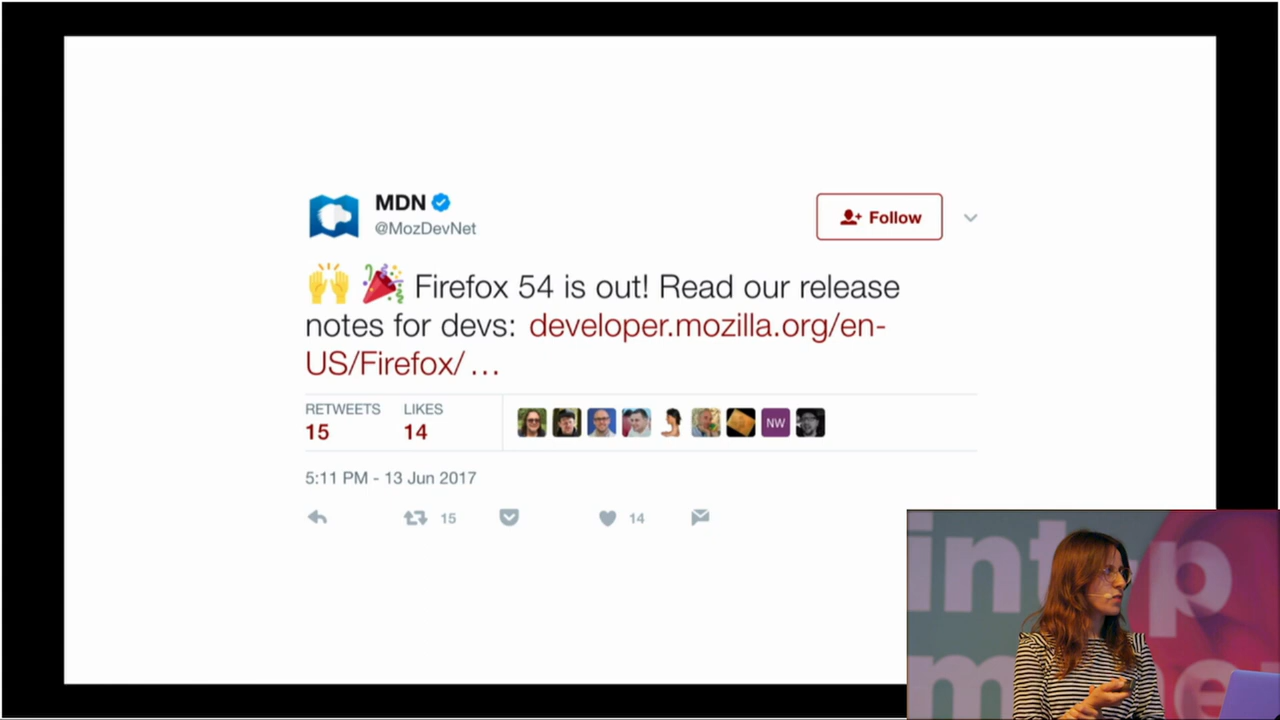 MDN
@MozDevNet
Follow
🙌 🎉 Firefox 54 is out! Read our release
notes for devs: developer.mozilla.org/en-
US/Firefox/ …
RETWEETS LIKES
15 14
NW
5:11 PM - 13 Jun 2017
15 14